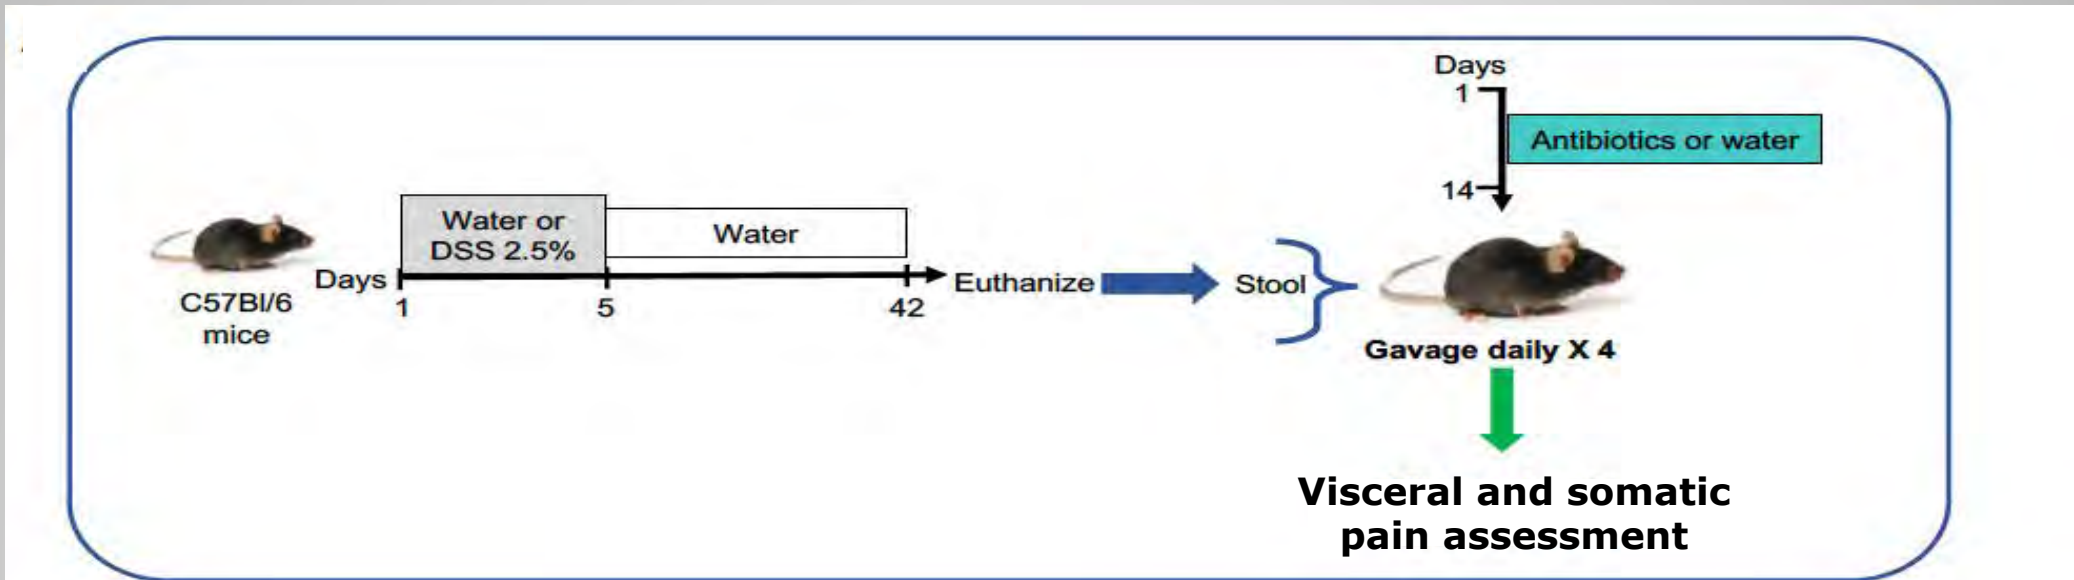 Days
1
Antibiotics or water
14
Water or
DSS 2.5%
Water
Days
1
5
42
C57Bl/6
mice
Euthanize
Stool
Gavage daily X 4
Visceral and somatic
pain assessment